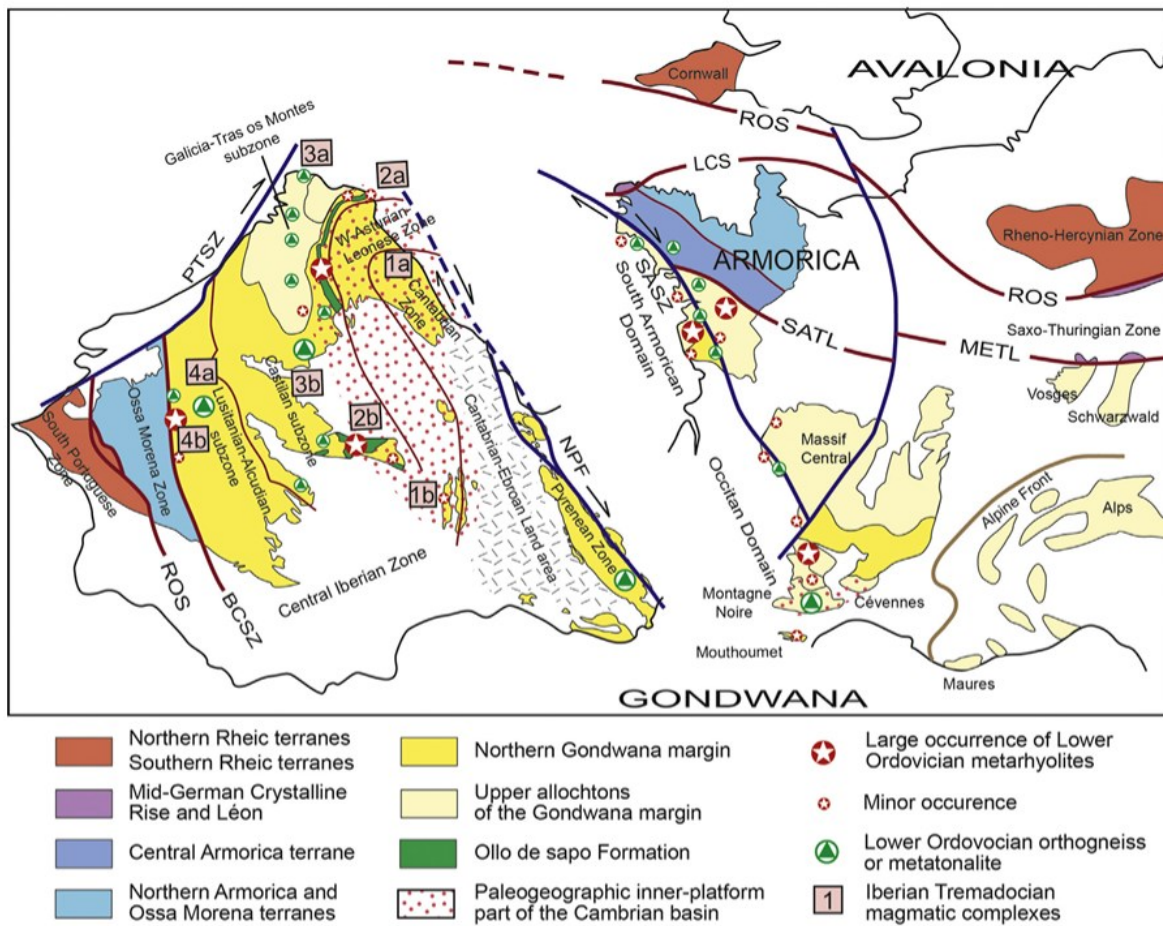 AVALONIA
Cornwall
ROS
Galicia-Tras os Montes
subzone
3a
2a
LCS
PTSZ
W-Asturian
Leonese Zone
1a
Cantabrian
Zone
ARMORICA
SASZ
South Armorican
Domain
SATL
Rheno-Hercynian Zone
ROS
Saxo-Thuringian Zone
METL
Vosges
Schwarzwald
4a
3b
Castilan subzone
2b
Ossa Morena Zone
4b
Lusitanian-Alcudian
subzone
South Portuguese
Zone
1b
Cantabrian-Ebroan Land area
NPF
Pyrenean Zone
Massif
Central
Occitan Domain
Alpine Front
Alps
ROS
BCSZ
Central Iberian Zone
Montagne
Noire
Cévennes
Mouthoumet
Maures
GONDWANA
Northern Rheic terranes
Southern Rheic terranes
Mid-German Crystalline
Rise and Léon
Central Armorica terrane
Northern Armorica and
Ossa Morena terranes
Northern Gondwana margin
Upper allochtons
of the Gondwana margin
Ollo de sapo Formation
Paleogeographic inner-platform
part of the Cambrian basin
Large occurrence of Lower
Ordovician metarhyolites
Minor occurence
Lower Ordovocian orthogneiss
or metatonalite
1
Iberian Tremadocian
magmatic complexes